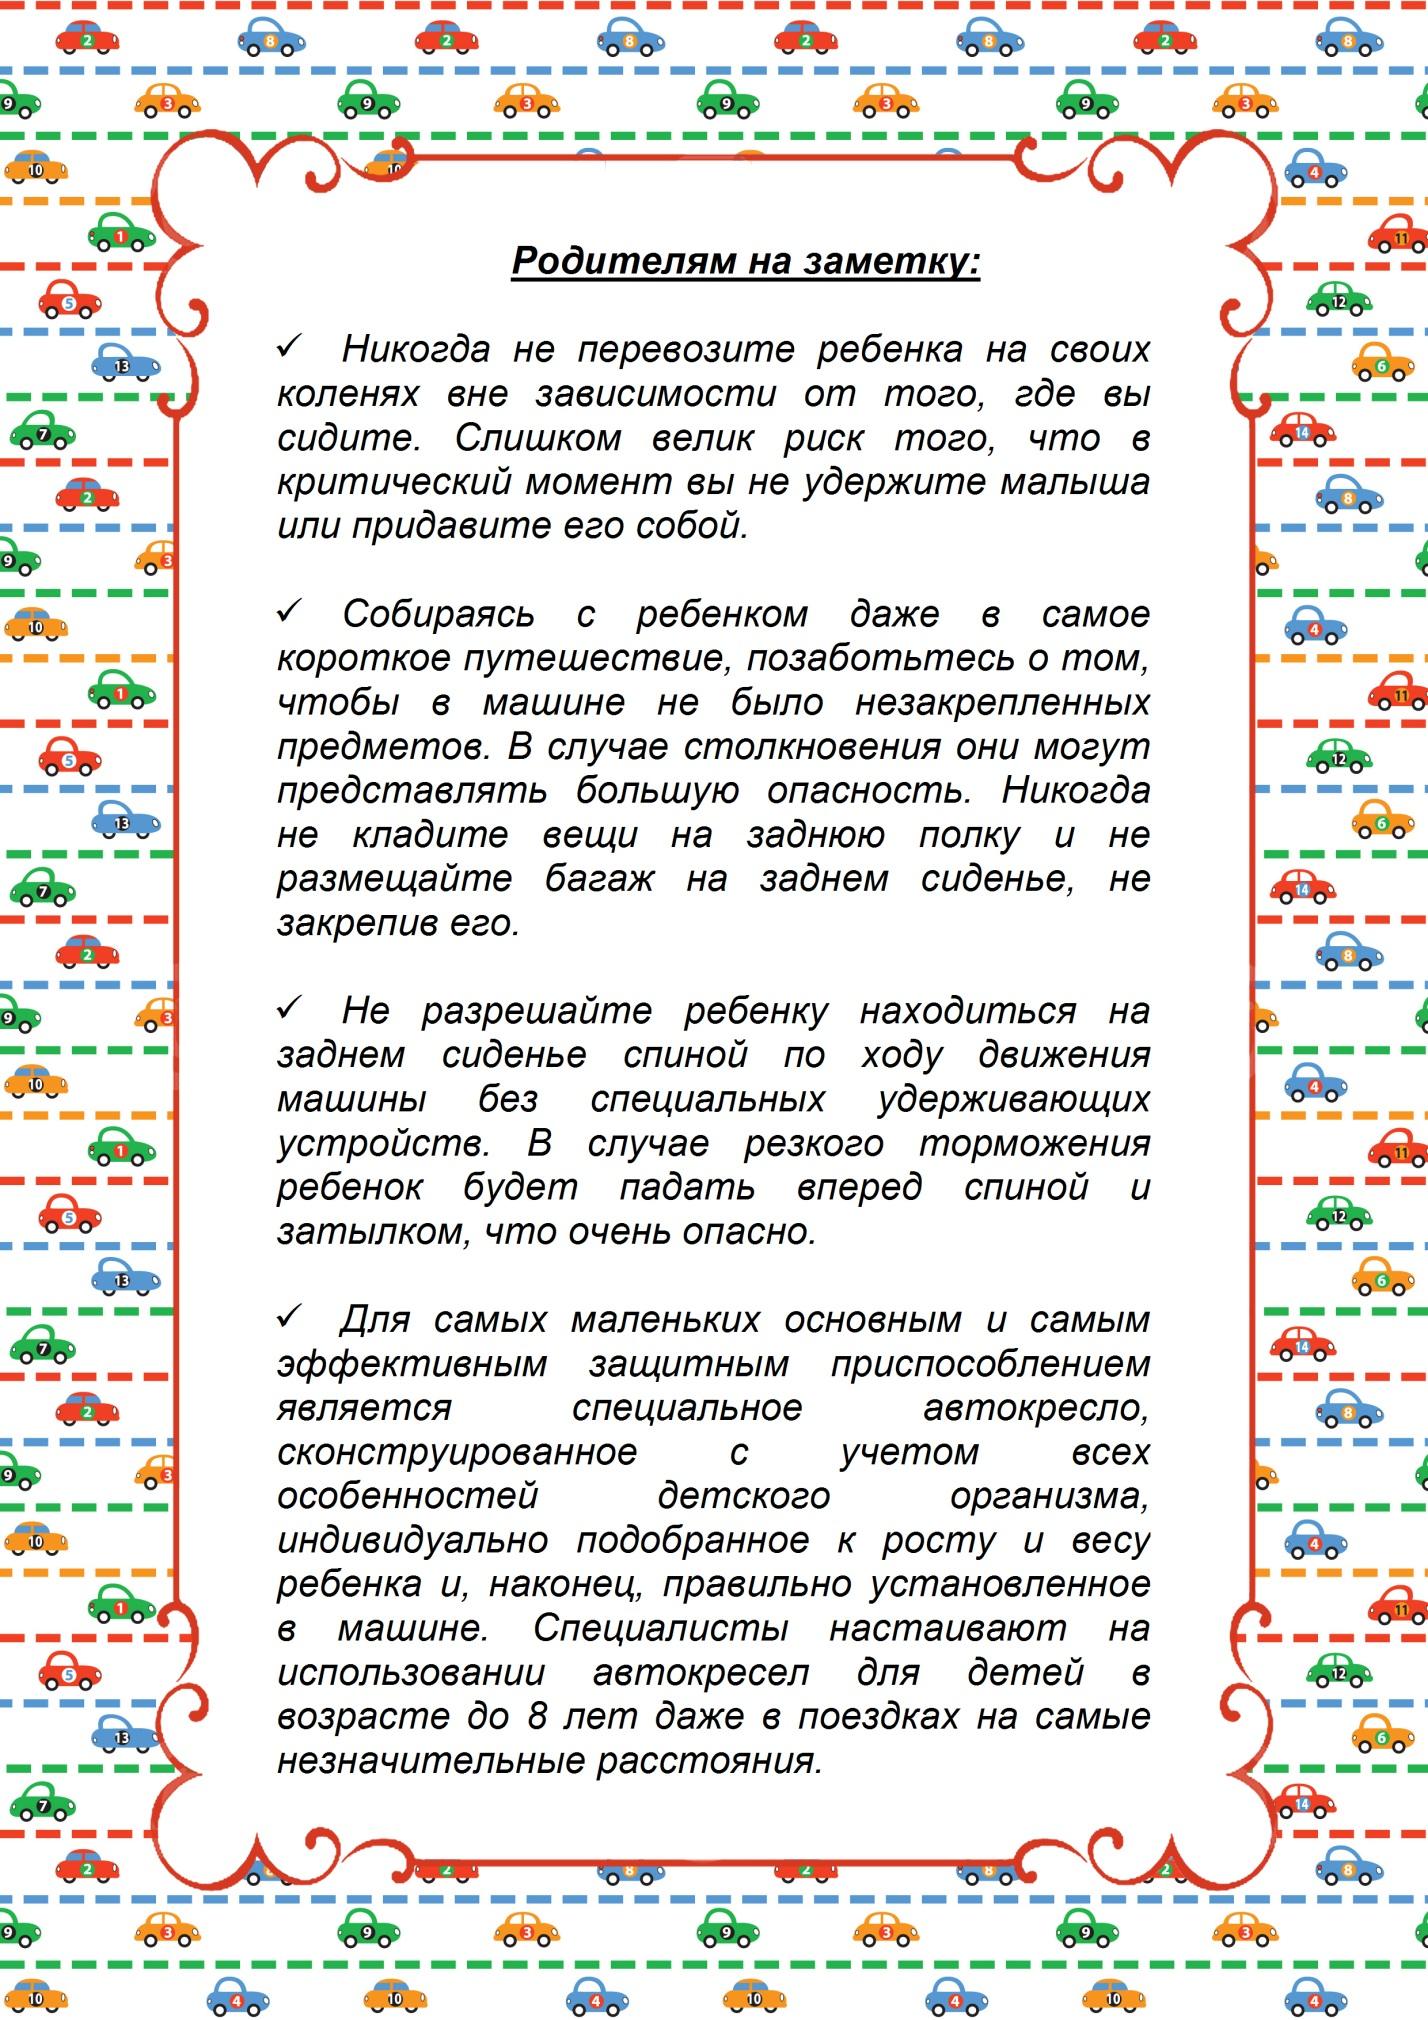 Родителям на заметку:
✓ Никогда не перевозите ребенка на своих
коленях вне зависимости от того, где вы
сидите. Слишком велик риск того, что в
критический момент вы не удержите малыша
или придавите его собой.
✓ Собираясь с ребенком даже в самое
короткое путешествие, позаботьтесь о том,
чтобы в машине не было незакрепленных
предметов. В случае столкновения они могут
представлять большую опасность. Никогда
не кладите вещи на заднюю полку и не
размещайте багаж на заднем сиденье, не
закрепив его.
✓ Не разрешайте ребенку находиться на
заднем сиденье спиной по ходу движения
машины без специальных удерживающих
устройств. В случае резкого торможения
ребенок будет падать вперед спиной и
затылком, что очень опасно.
✓ Для самых маленьких основным и самым
эффективным защитным приспособлением
является специальное автокресло,
сконструированное с учетом всех
особенностей детского организма,
индивидуально подобранное к росту и весу
ребенка и, наконец, правильно установленное
в машине. Специалисты настаивают на
использовании автокресел для детей в
возрасте до 8 лет даже в поездках на самые
незначительные расстояния.